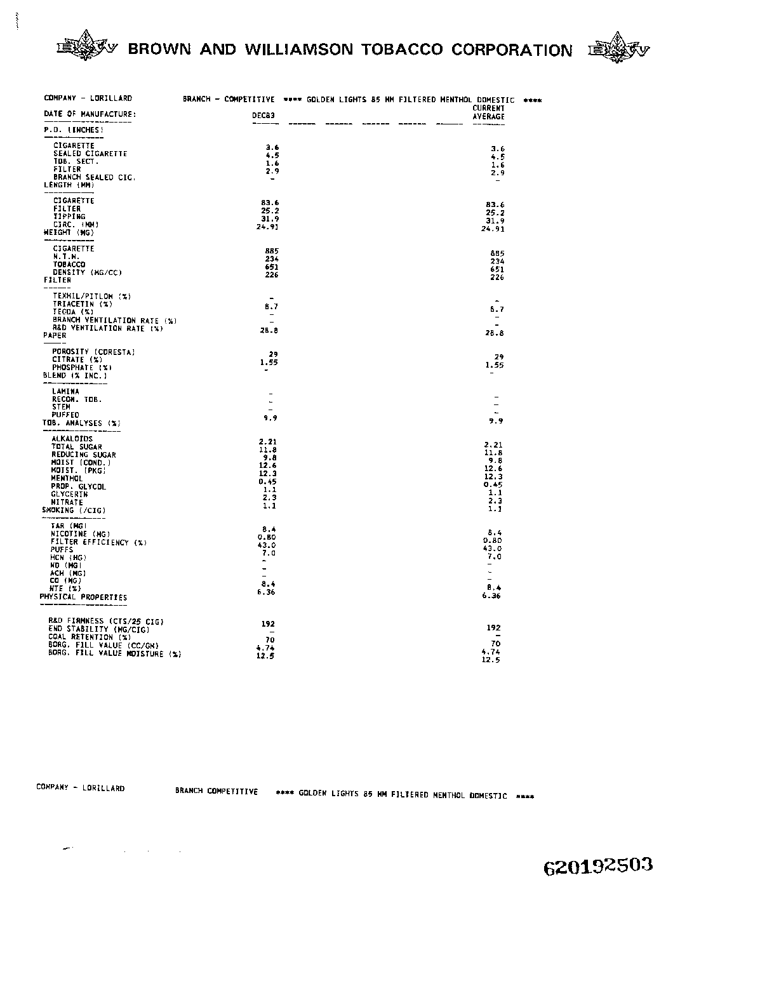 BROWN AND WILLIAMSON TOBACCO CORPORATION
COMPANY - LORILLARD BRANCH - COMPETITIVE **** GOLDEN LIGHTS 85 MM FILTERED MENTHOL DOMESTIC ****
DATE OF MANUFACTURE: DEC83 CURRENT AVERAGE
P.D. (INCHES)
CIGARETTE 3.6 3.6
SEALED CIGARETTE 4.5 4.5
TOB. SECT. 1.6 1.6
FILTER 2.9 2.9
BRANCH SEALED CIG. - -
LENGTH (MM)
CIGARETTE 83.6 83.6
FILTER 25.2 25.2
TIPPING 31.9 31.9
CIRC. (MM) 24.91 24.91
WEIGHT (MG)
CIGARETTE 885 885
N.T.W. 234 234
TOBACCO 651 651
DENSITY (MG/CC) 226 226
FILTER
TEXMIL/PITLOW (%) - -
TRIACETIN (%) 8.7 8.7
TEGDA (%) - -
BRANCH VENTILATION RATE (%) - -
R&D VENTILATION RATE (%) 28.8 28.8
PAPER
POROSITY (CORESTA) 29 29
CITRATE (%) 1.55 1.55
PHOSPHATE (%) - -
BLEND (% INC.)
LAMINA - -
RECON. TOB. - -
STEM - -
PUFFED 9.9 9.9
TOB. ANALYSES (%)
ALKALOIDS 2.21 2.21
TOTAL SUGAR 11.8 11.8
REDUCING SUGAR 9.8 9.8
MOIST (COND.) 12.6 12.6
MOIST. (PKG) 12.3 12.3
MENTHOL 0.45 0.45
PROP. GLYCOL 1.1 1.1
GLYCERIN 2.3 2.3
NITRATE 1.1 1.1
SMOKING (/CIG)
TAR (MG) 8.4 8.4
NICOTINE (MG) 0.80 0.80
FILTER EFFICIENCY (%) 43.0 43.0
PUFFS 7.0 7.0
HCN (MG) - -
NO (MG) - -
ACH (MG) - -
CO (MG) 8.4 8.4
NTE (%) 6.36 6.36
PHYSICAL PROPERTIES
R&D FIRMNESS (CTS/25 CIG) 192 192
END STABILITY (MG/CIG) - -
COAL RETENTION (%) 70 70
BORG. FILL VALUE (CC/GM) 4.74 4.74
BORG. FILL VALUE MOISTURE (%) 12.5 12.5
COMPANY - LORILLARD BRANCH COMPETITIVE **** GOLDEN LIGHTS 85 MM FILTERED MENTHOL DOMESTIC ****
620192503